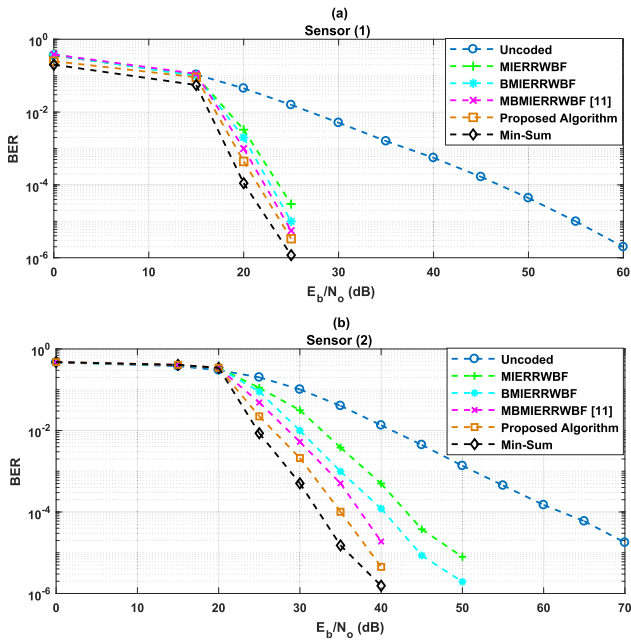 (a)
Sensor (1)
10^0
10^-2
10^-4
10^-6
BER
0 10 20 30 40 50 60
E_b/N_o (dB)
Uncoded
MIERRWBF
BMIERRWBF
MBMIERRWBF [11]
Proposed Algorithm
Min-Sum
(b)
Sensor (2)
10^0
10^-2
10^-4
10^-6
BER
0 10 20 30 40 50 60 70
E_b/N_o (dB)
Uncoded
MIERRWBF
BMIERRWBF
MBMIERRWBF [11]
Proposed Algorithm
Min-Sum